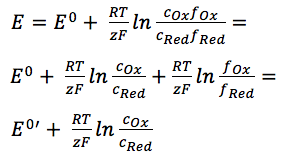 E = E⁰ + RT/zF ln c_Ox f_Ox / c_Red f_Red =
E⁰ + RT/zF ln c_Ox / c_Red + RT/zF ln f_Ox / f_Red =
E⁰′ + RT/zF ln c_Ox / c_Red